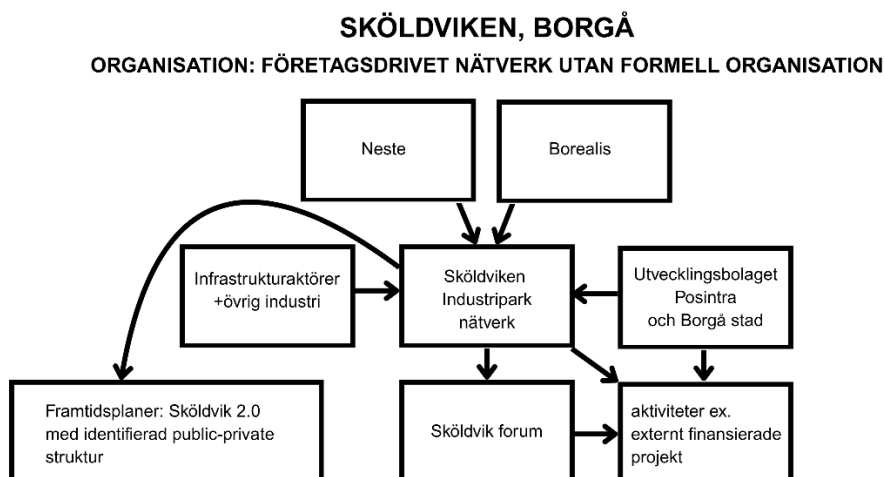 SKÖLDVIKEN, BORGÅ
ORGANISATION: FÖRETAGSDRIVET NÄTVERK UTAN FORMELL ORGANISATION
Neste
Borealis
Infrastrukturaktörer
+övrig industri
Sköldviken
Industripark
nätverk
Utvecklingsbolaget
Posintra
och Borgå stad
Framtidsplaner: Sköldvik 2.0
med identifierad public-private
struktur
Sköldvik forum
aktiviteter ex.
externt finansierade
projekt